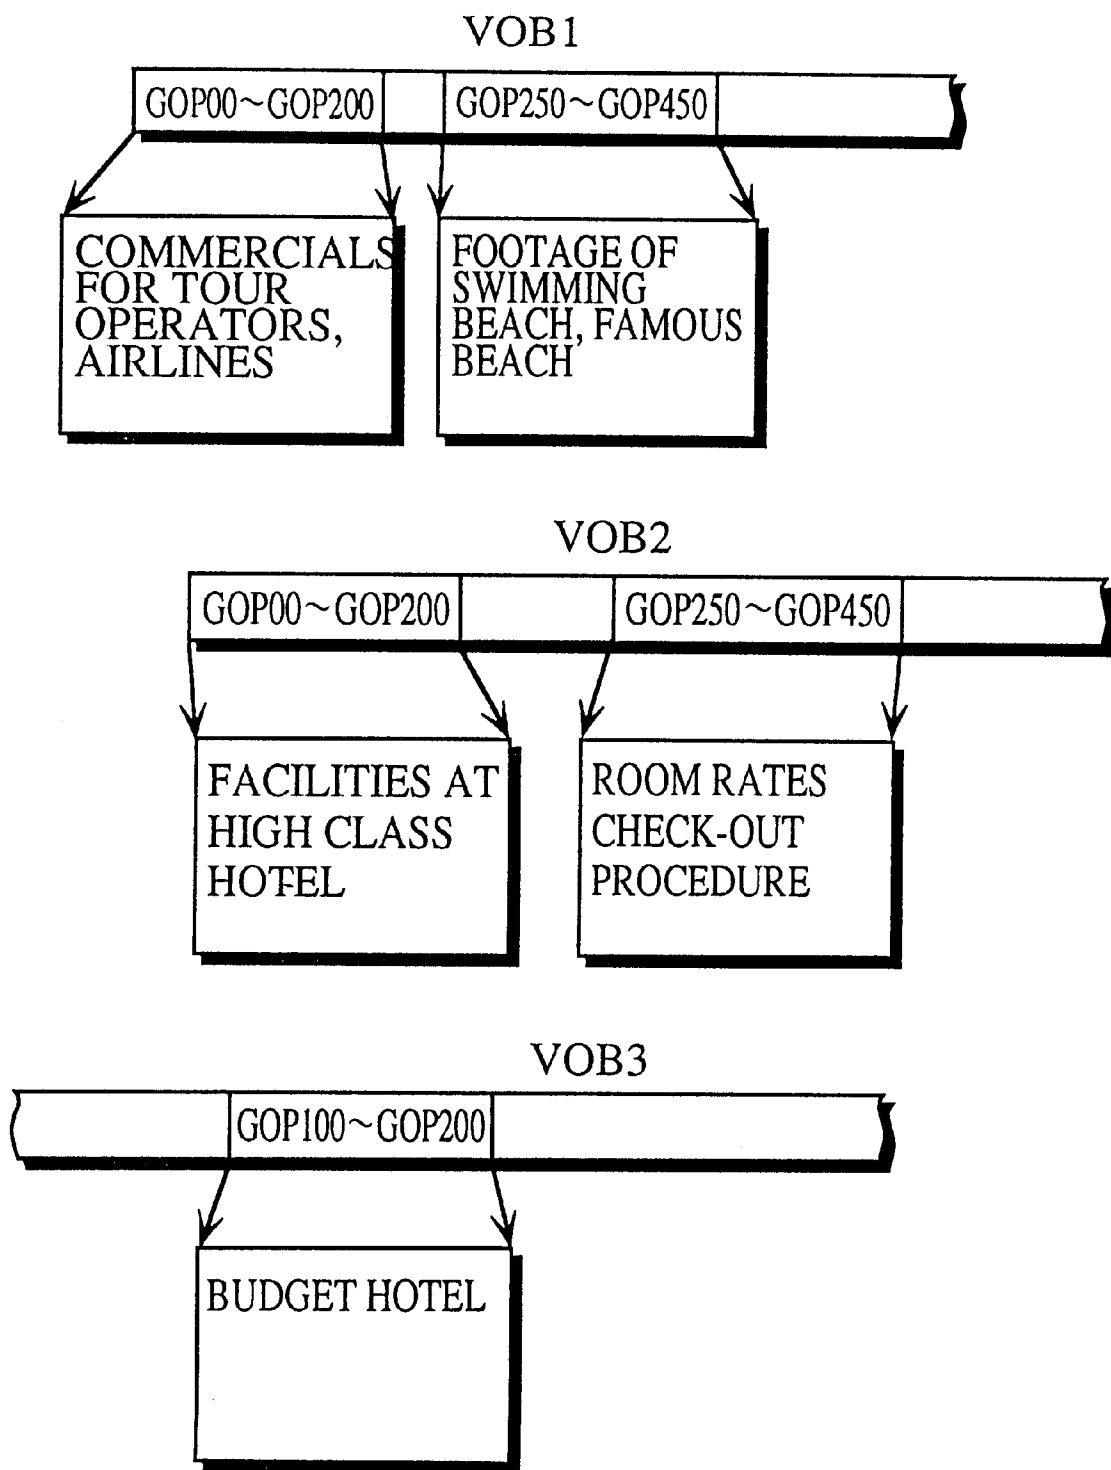 VOB1
GOP00~GOP200
GOP250~GOP450
COMMERCIALS
FOR TOUR
OPERATORS,
AIRLINES
FOOTAGE OF
SWIMMING
BEACH, FAMOUS
BEACH
VOB2
GOP00~GOP200
GOP250~GOP450
FACILITIES AT
HIGH CLASS
HOTEL
ROOM RATES
CHECK-OUT
PROCEDURE
VOB3
GOP100~GOP200
BUDGET HOTEL